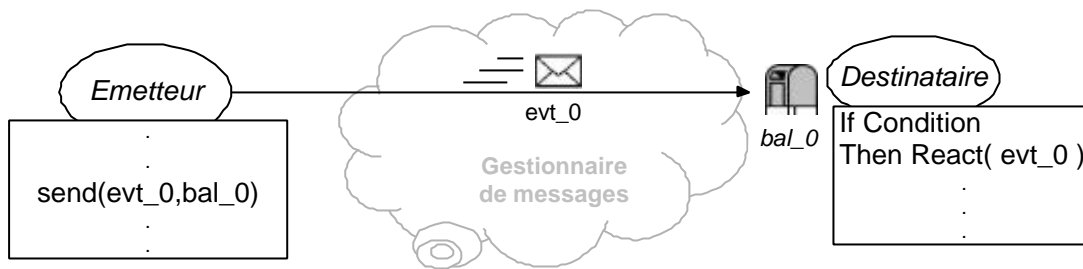 Emetteur
.
.
send(evt_0,bal_0)
.
.
evt_0
Gestionnaire
de messages
bal_0
Destinataire
If Condition
Then React( evt_0 )
.
.
.